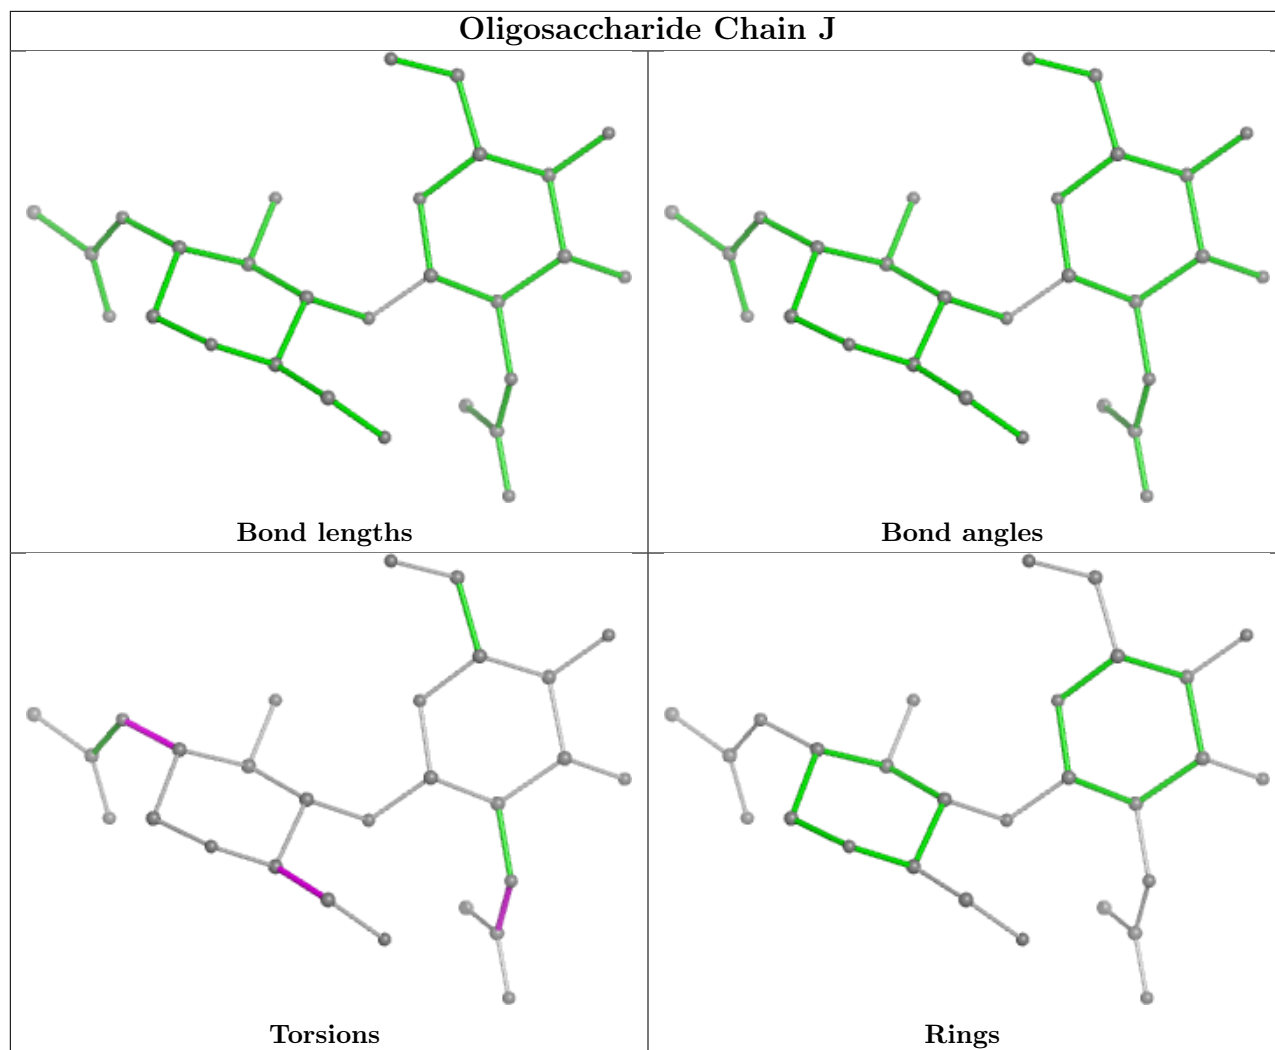 Oligosaccharide Chain J
Bond lengths
Bond angles
Torsions
Rings